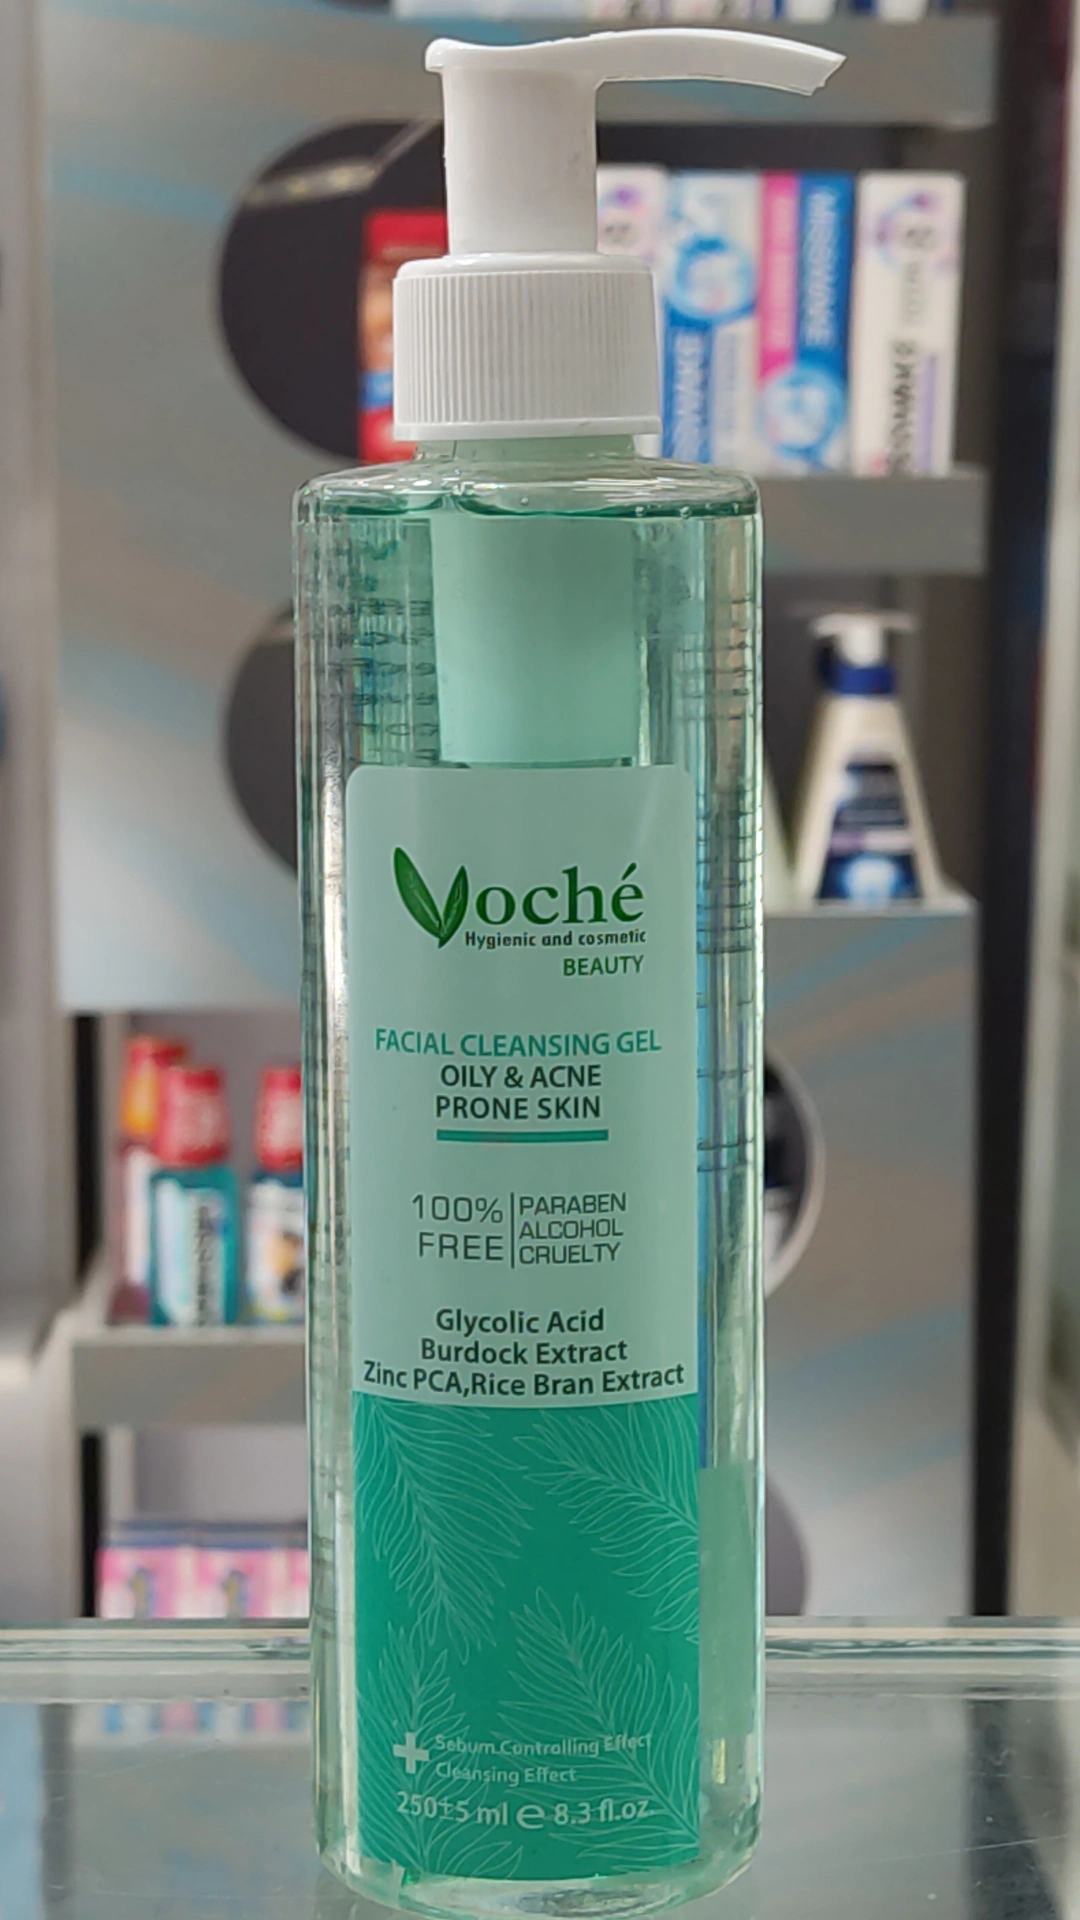 Voché
Hygienic and cosmetic
BEAUTY
FACIAL CLEANSING GEL
OILY & ACNE
PRONE SKIN
100% FREE
PARABEN
ALCOHOL
CRUELTY
Glycolic Acid
Burdock Extract
Zinc PCA,Rice Bran Extract
Sebum Controlling Effect
Cleansing Effect
250±5 ml e 8.3 fl.oz.
MISSWAKE